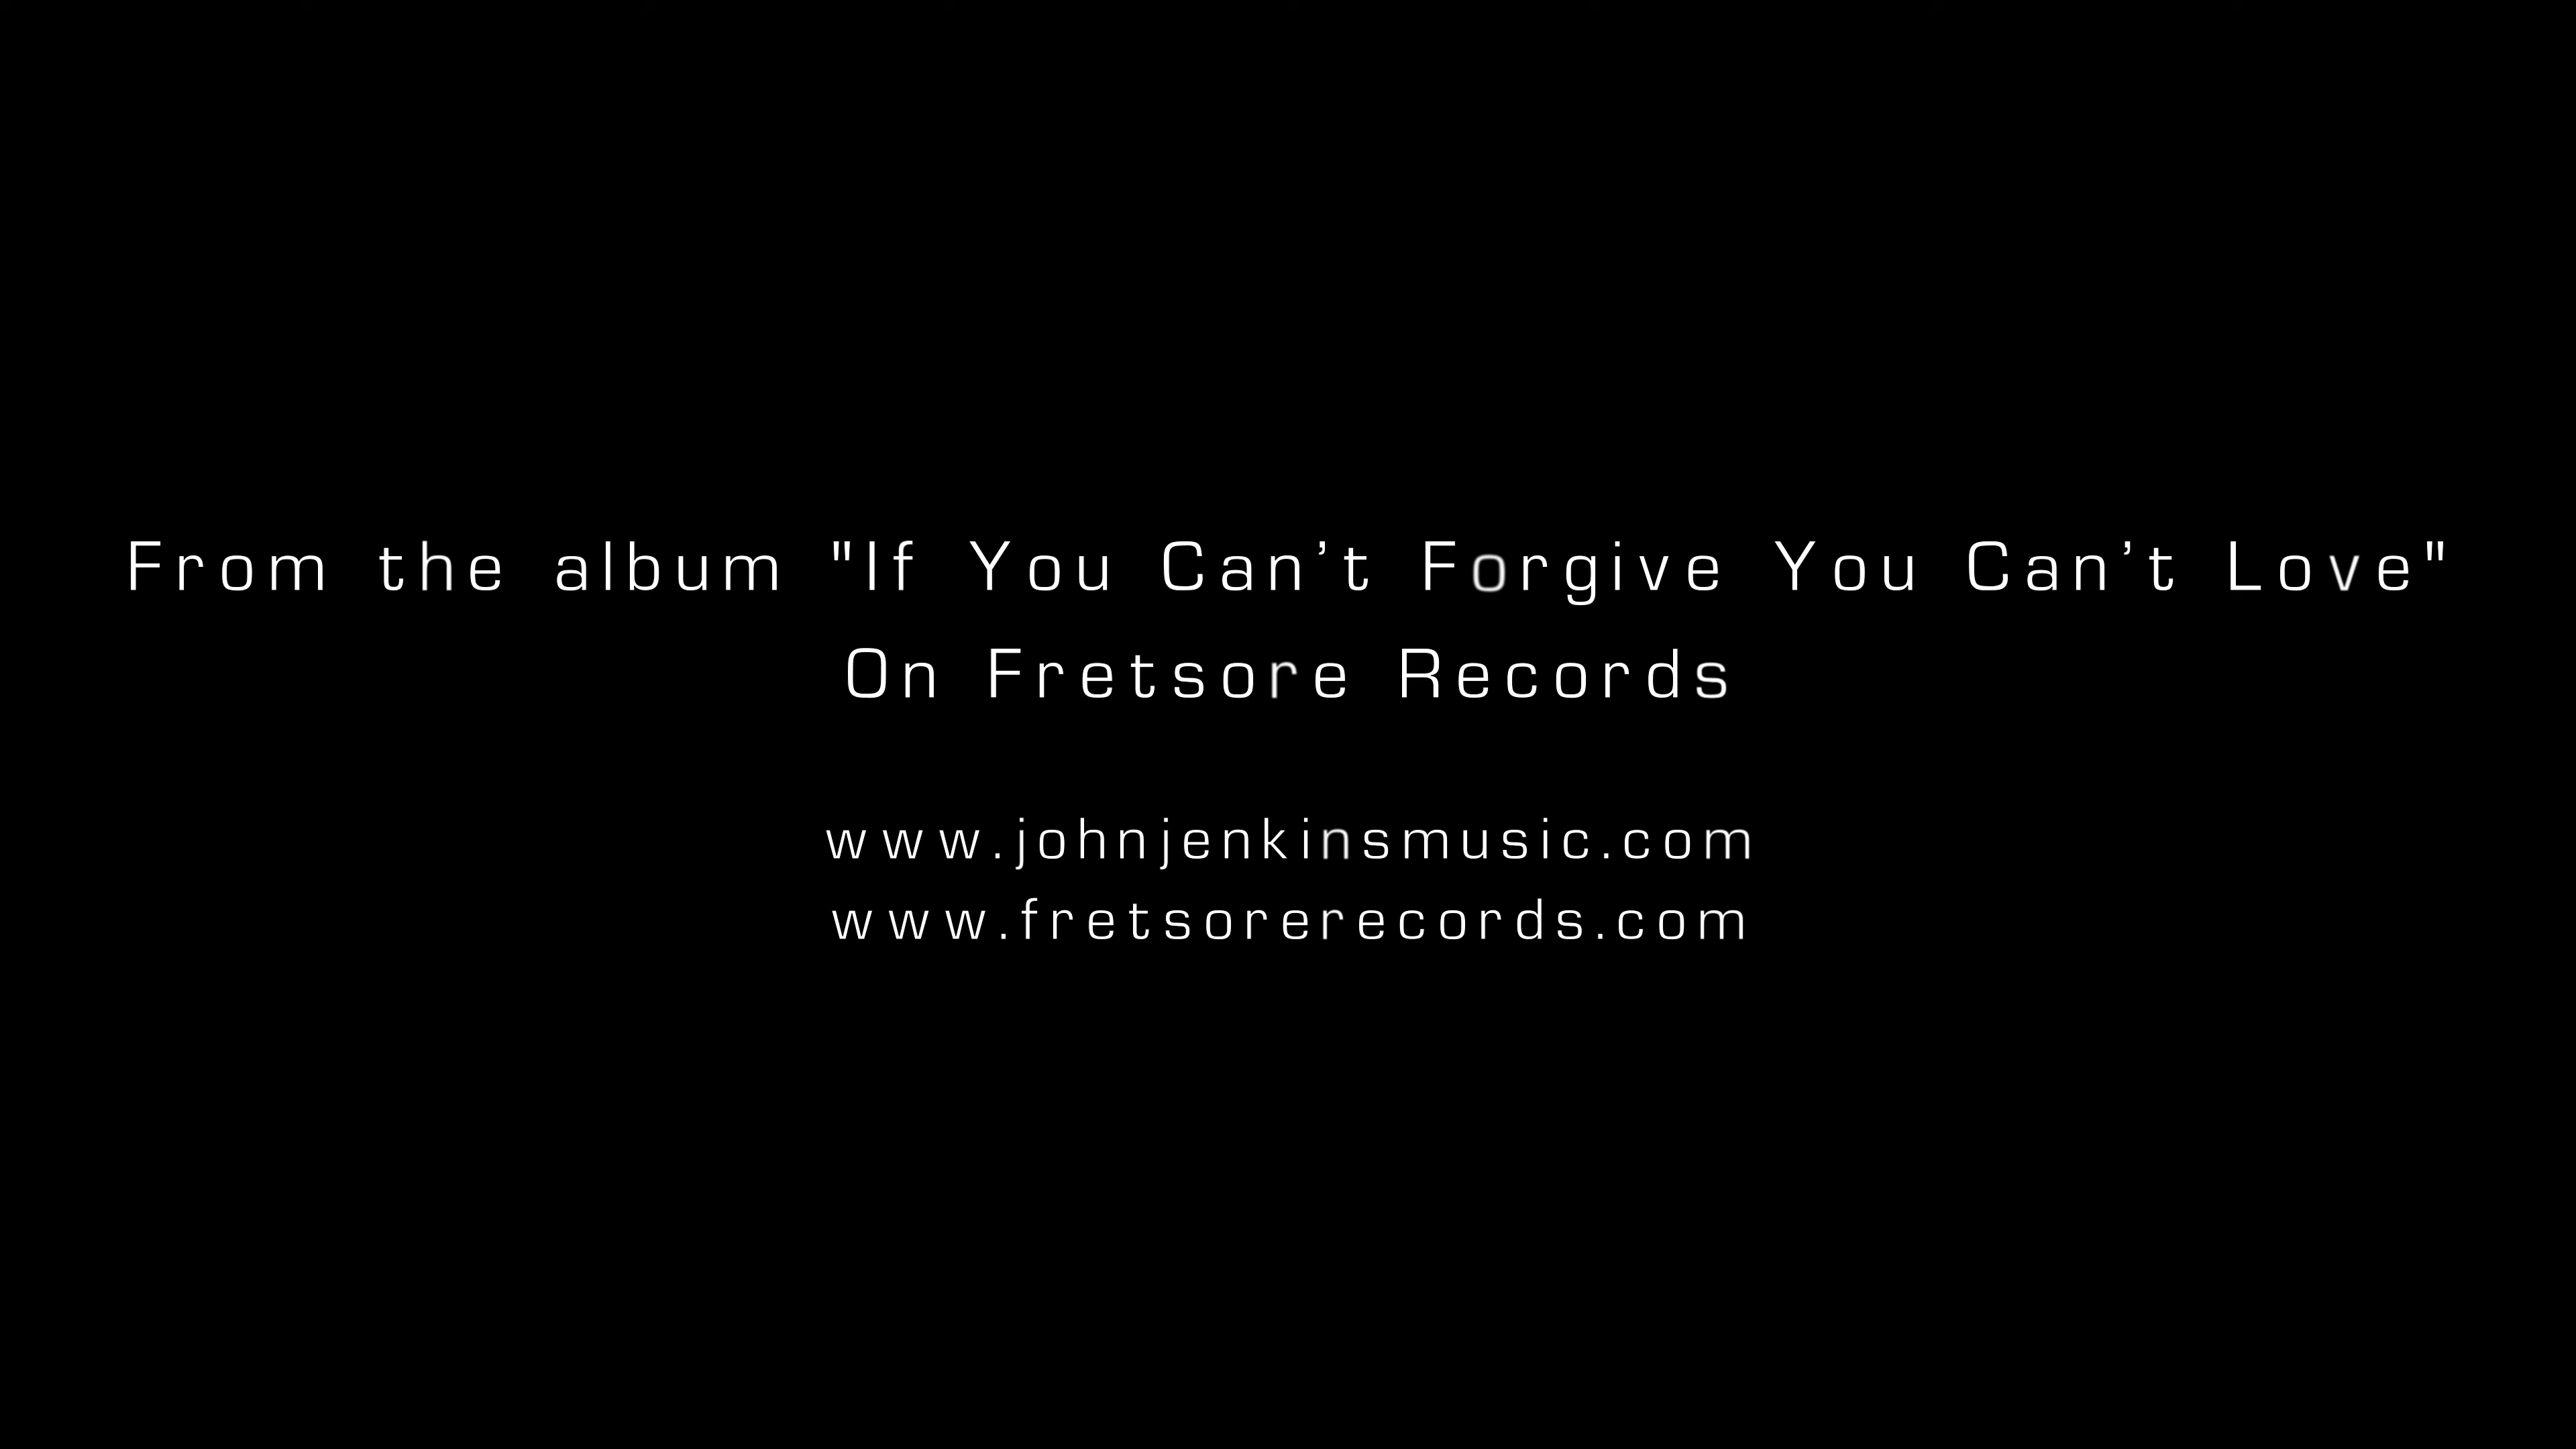 From the album "If You Can’t Forgive You Can’t Love"
On Fretsore Records
www.johnjenkinsmusic.com
www.fretsorerecords.com